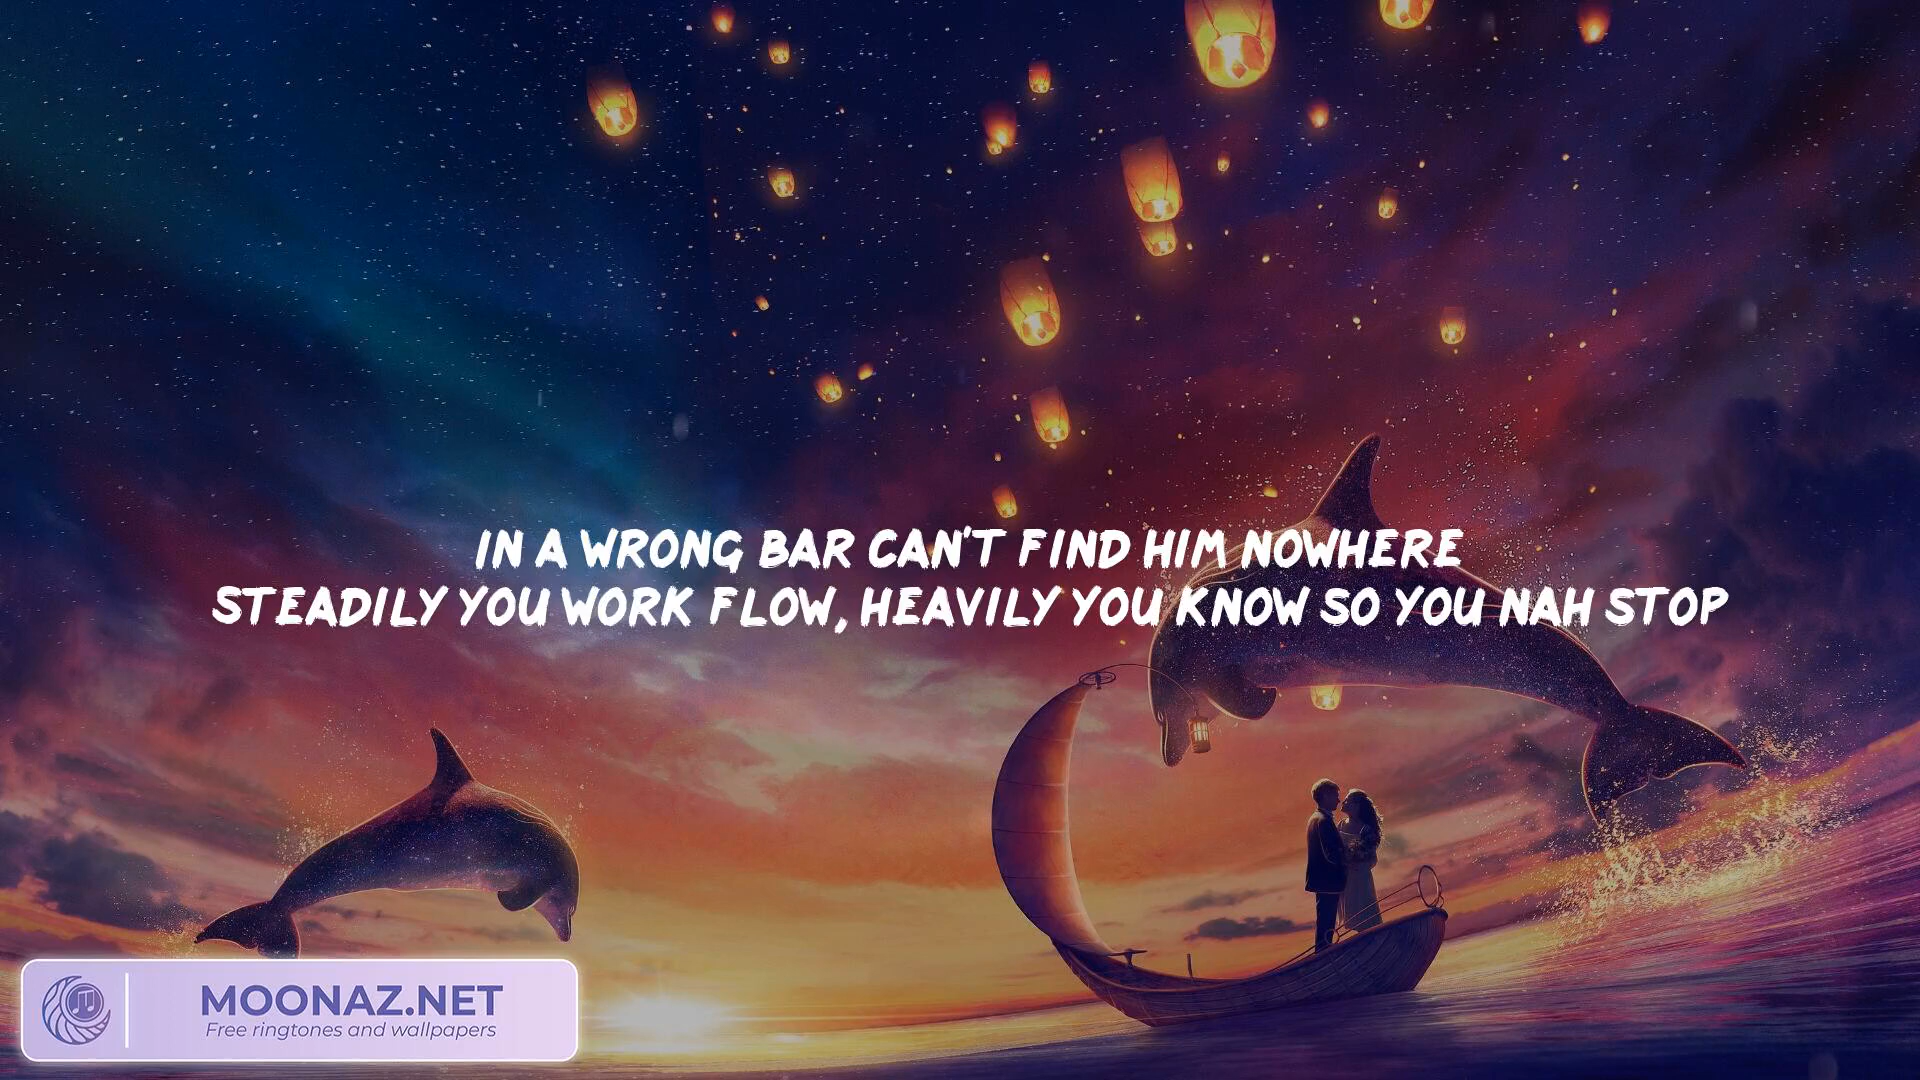 IN A WRONG BAR CAN'T FIND HIM NOWHERE
STEADILY YOU WORK FLOW, HEAVILY YOU KNOW SO YOU NAH STOP
MOONAZ.NET
Free ringtones and wallpapers